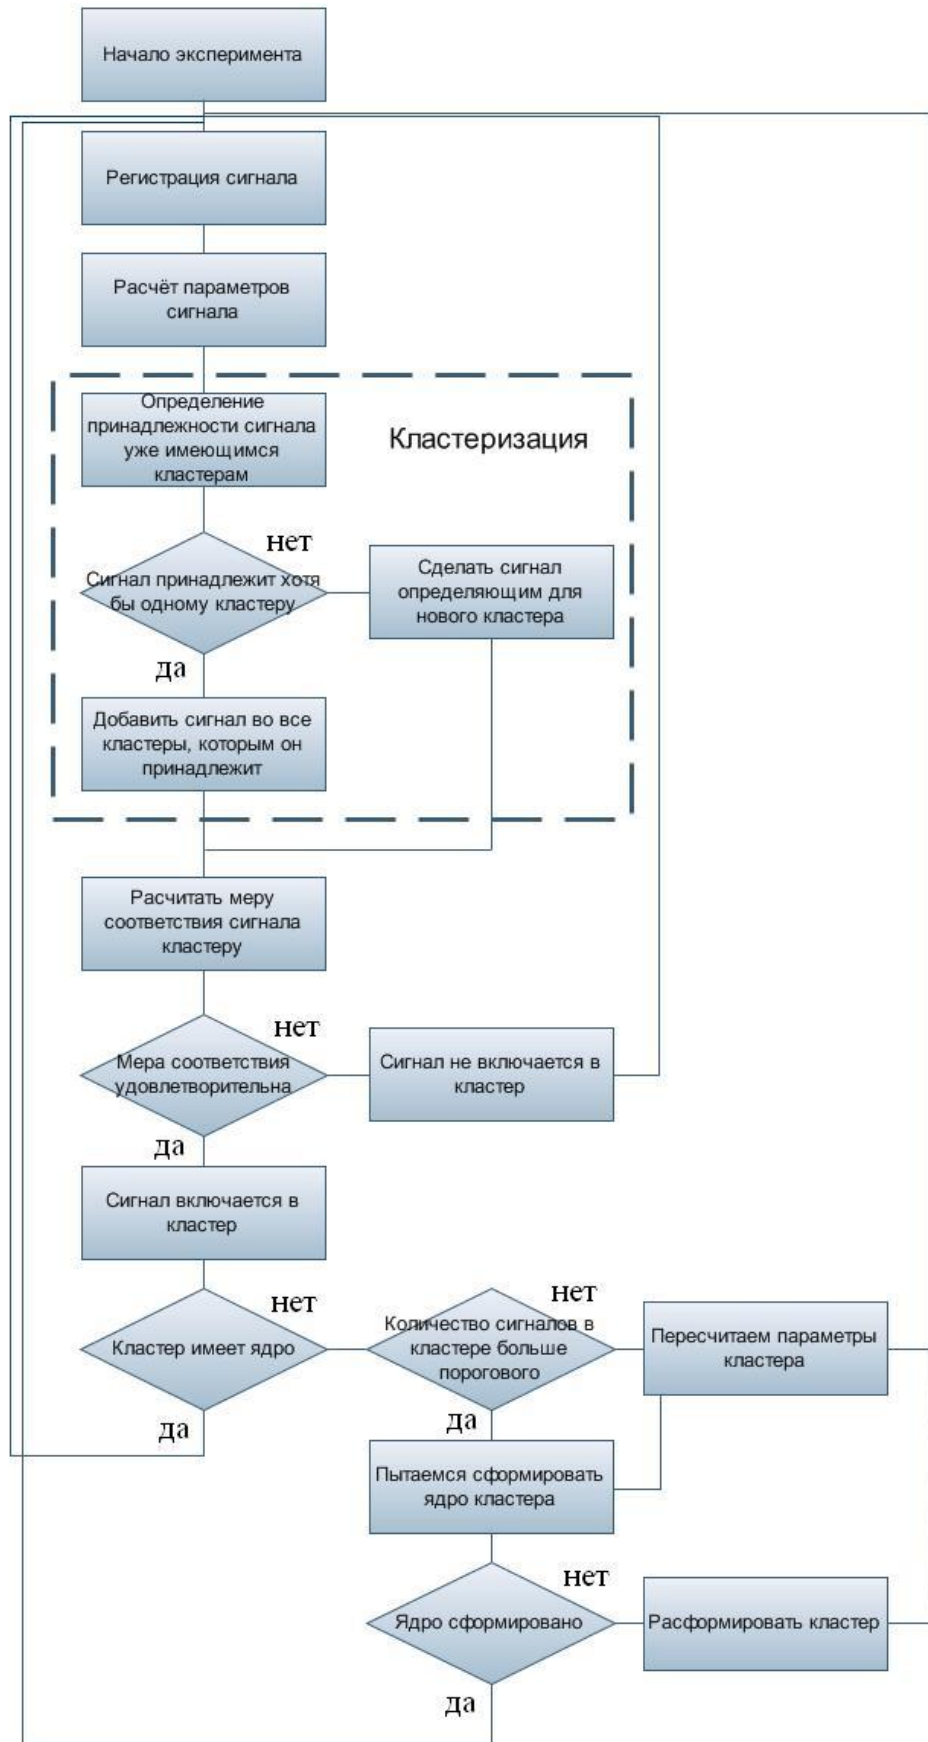 Начало эксперимента
Регистрация сигнала
Расчёт параметров
сигнала
Определение
принадлежности сигнала
уже имеющимся
кластерам
Кластеризация
нет
Сигнал принадлежит хотя
бы одному кластеру
Сделать сигнал
определяющим для
нового кластера
да
Добавить сигнал во все
кластеры, которым он
принадлежит
Расчитать меру
соответствия сигнала
кластеру
нет
Мера соответствия
удовлетворительна
Сигнал не включается в
кластер
да
Сигнал включается в
кластер
нет
Кластер имеет ядро
нет
Количество сигналов в
кластере больше
порогового
Пересчитаем параметры
кластера
да
да
Пытаемся сформировать
ядро кластера
нет
Ядро сформировано
Расформировать кластер
да